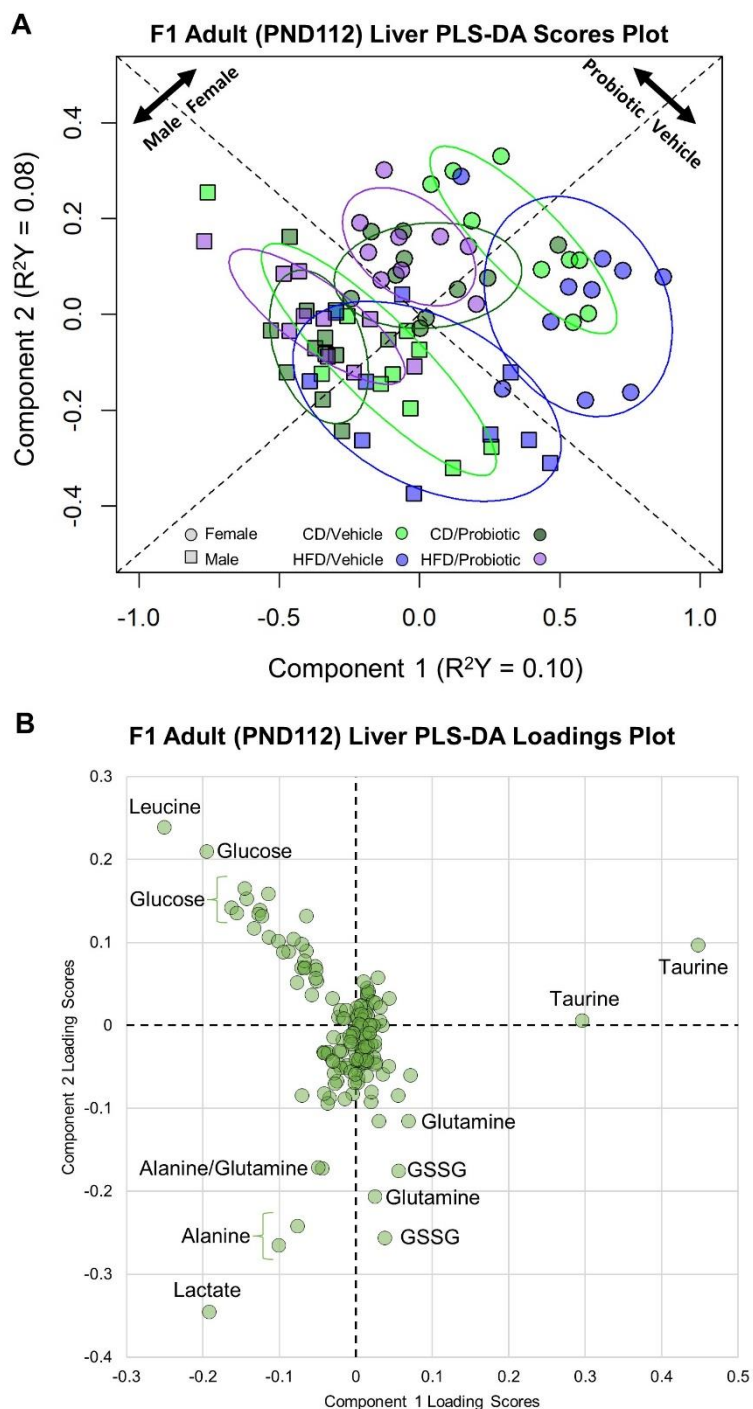 A
F1 Adult (PND112) Liver PLS-DA Scores Plot
Male Female
Probiotic Vehicle
0.4
0.2
0.0
-0.2
-0.4
Component 2 (R²Y = 0.08)
Female CD/Vehicle CD/Probiotic
Male HFD/Vehicle HFD/Probiotic
-1.0 -0.5 0.0 0.5 1.0
Component 1 (R²Y = 0.10)
B
F1 Adult (PND112) Liver PLS-DA Loadings Plot
0.3
Leucine
0.2
Glucose
Glucose
0.1
Taurine
Taurine
0
Component 2 Loading Scores
-0.1
Glutamine
Alanine/Glutamine GSSG
-0.2
Glutamine
Alanine GSSG
-0.3
Lactate
-0.4
-0.3 -0.2 -0.1 0 0.1 0.2 0.3 0.4 0.5
Component 1 Loading Scores